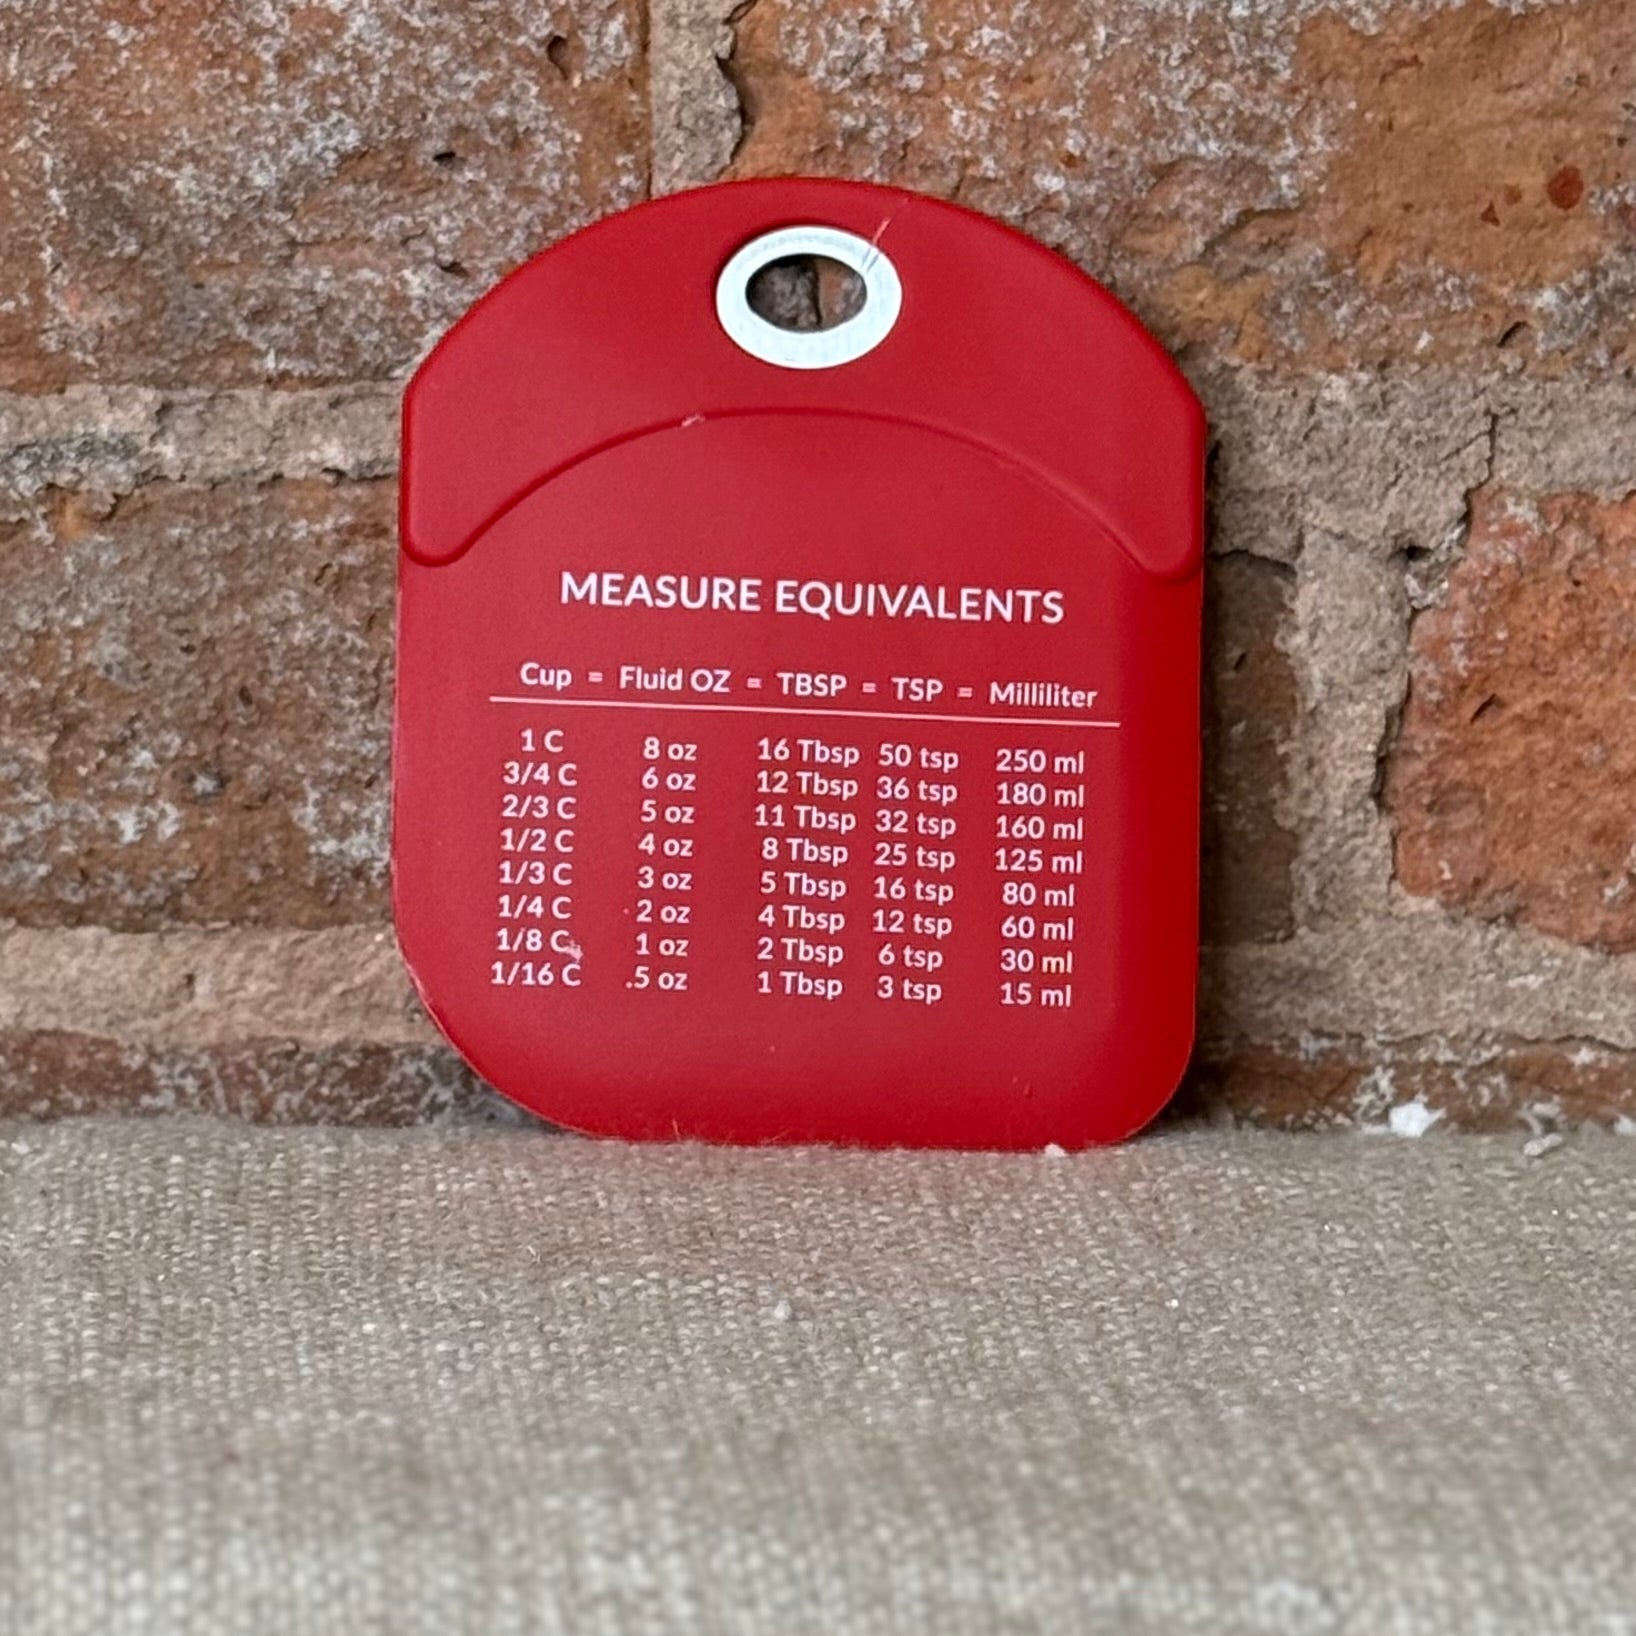 MEASURE EQUIVALENTS
Cup = Fluid OZ = TBSP = TSP = Milliliter
1 C 8 oz 16 Tbsp 50 tsp 250 ml
3/4 C 6 oz 12 Tbsp 36 tsp 180 ml
2/3 C 5 oz 11 Tbsp 32 tsp 160 ml
1/2 C 4 oz 8 Tbsp 25 tsp 125 ml
1/3 C 3 oz 5 Tbsp 16 tsp 80 ml
1/4 C 2 oz 4 Tbsp 12 tsp 60 ml
1/8 C 1 oz 2 Tbsp 6 tsp 30 ml
1/16 C .5 oz 1 Tbsp 3 tsp 15 ml